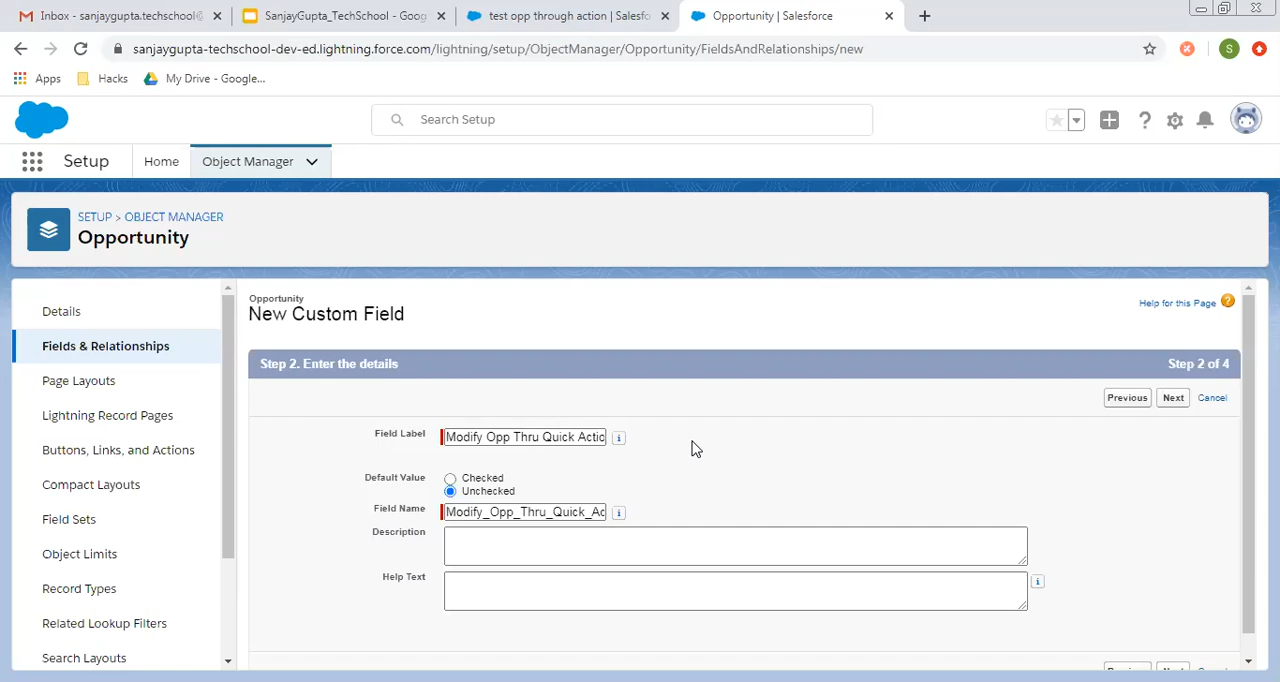 Inbox - sanjaygupta.techschool@
SanjayGupta_TechSchool - Goog
test opp through action | Salesfo
Opportunity | Salesforce
sanjaygupta-techschool-dev-ed.lightning.force.com/lightning/setup/ObjectManager/Opportunity/FieldsAndRelationships/new
S
Apps
Hacks
My Drive - Google...
Search Setup
Setup
Home
Object Manager
SETUP > OBJECT MANAGER
Opportunity
Details
Fields & Relationships
Page Layouts
Lightning Record Pages
Buttons, Links, and Actions
Compact Layouts
Field Sets
Object Limits
Record Types
Related Lookup Filters
Search Layouts
Opportunity
New Custom Field
Help for this Page
Step 2. Enter the details
Step 2 of 4
Previous
Next
Cancel
Field Label
Modify Opp Thru Quick Actio
Default Value
Checked
Unchecked
Field Name
Modify_Opp_Thru_Quick_Ac
Description
Help Text